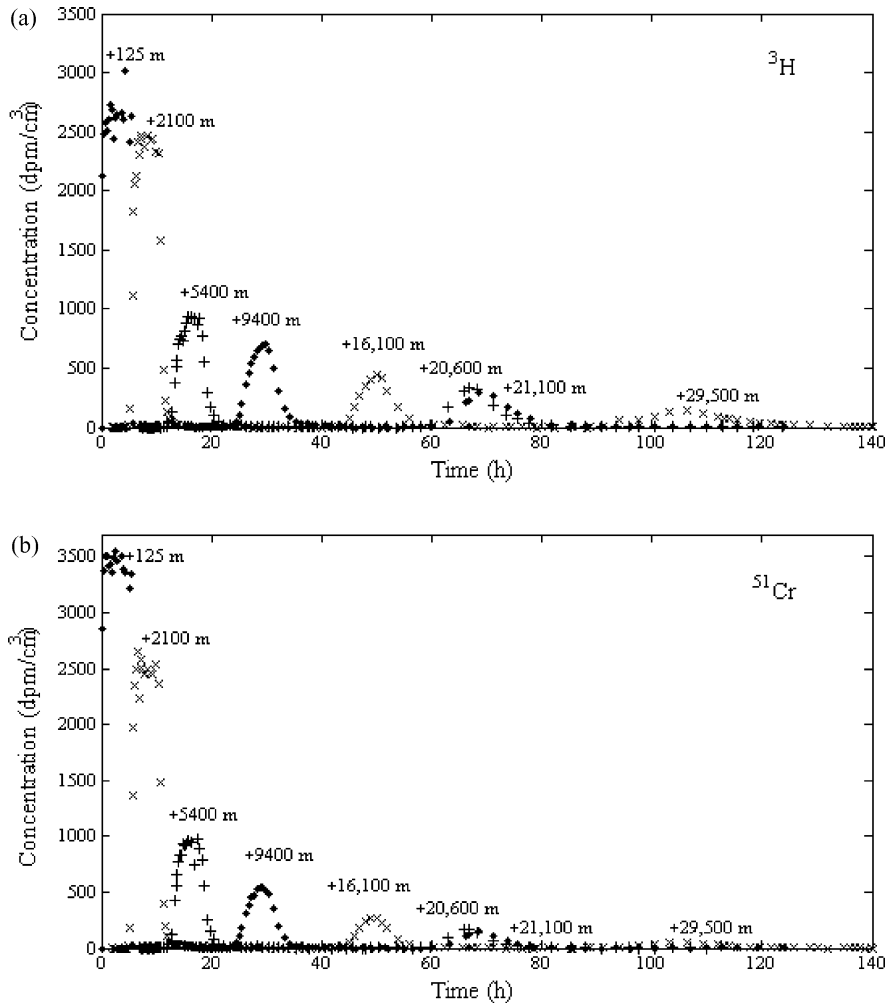 (a)
3500
3000
2500
2000
1500
1000
500
0
Concentration (dpm/cm3)
+125 m
+2100 m
+5400 m
+9400 m
+16,100 m
+20,600 m
+21,100 m
+29,500 m
3H
0 20 40 60 80 100 120 140
Time (h)
(b)
3500
3000
2500
2000
1500
1000
500
0
Concentration (dpm/cm3)
+125 m
+2100 m
+5400 m
+9400 m
+16,100 m
+20,600 m
+21,100 m
+29,500 m
51Cr
0 20 40 60 80 100 120 140
Time (h)